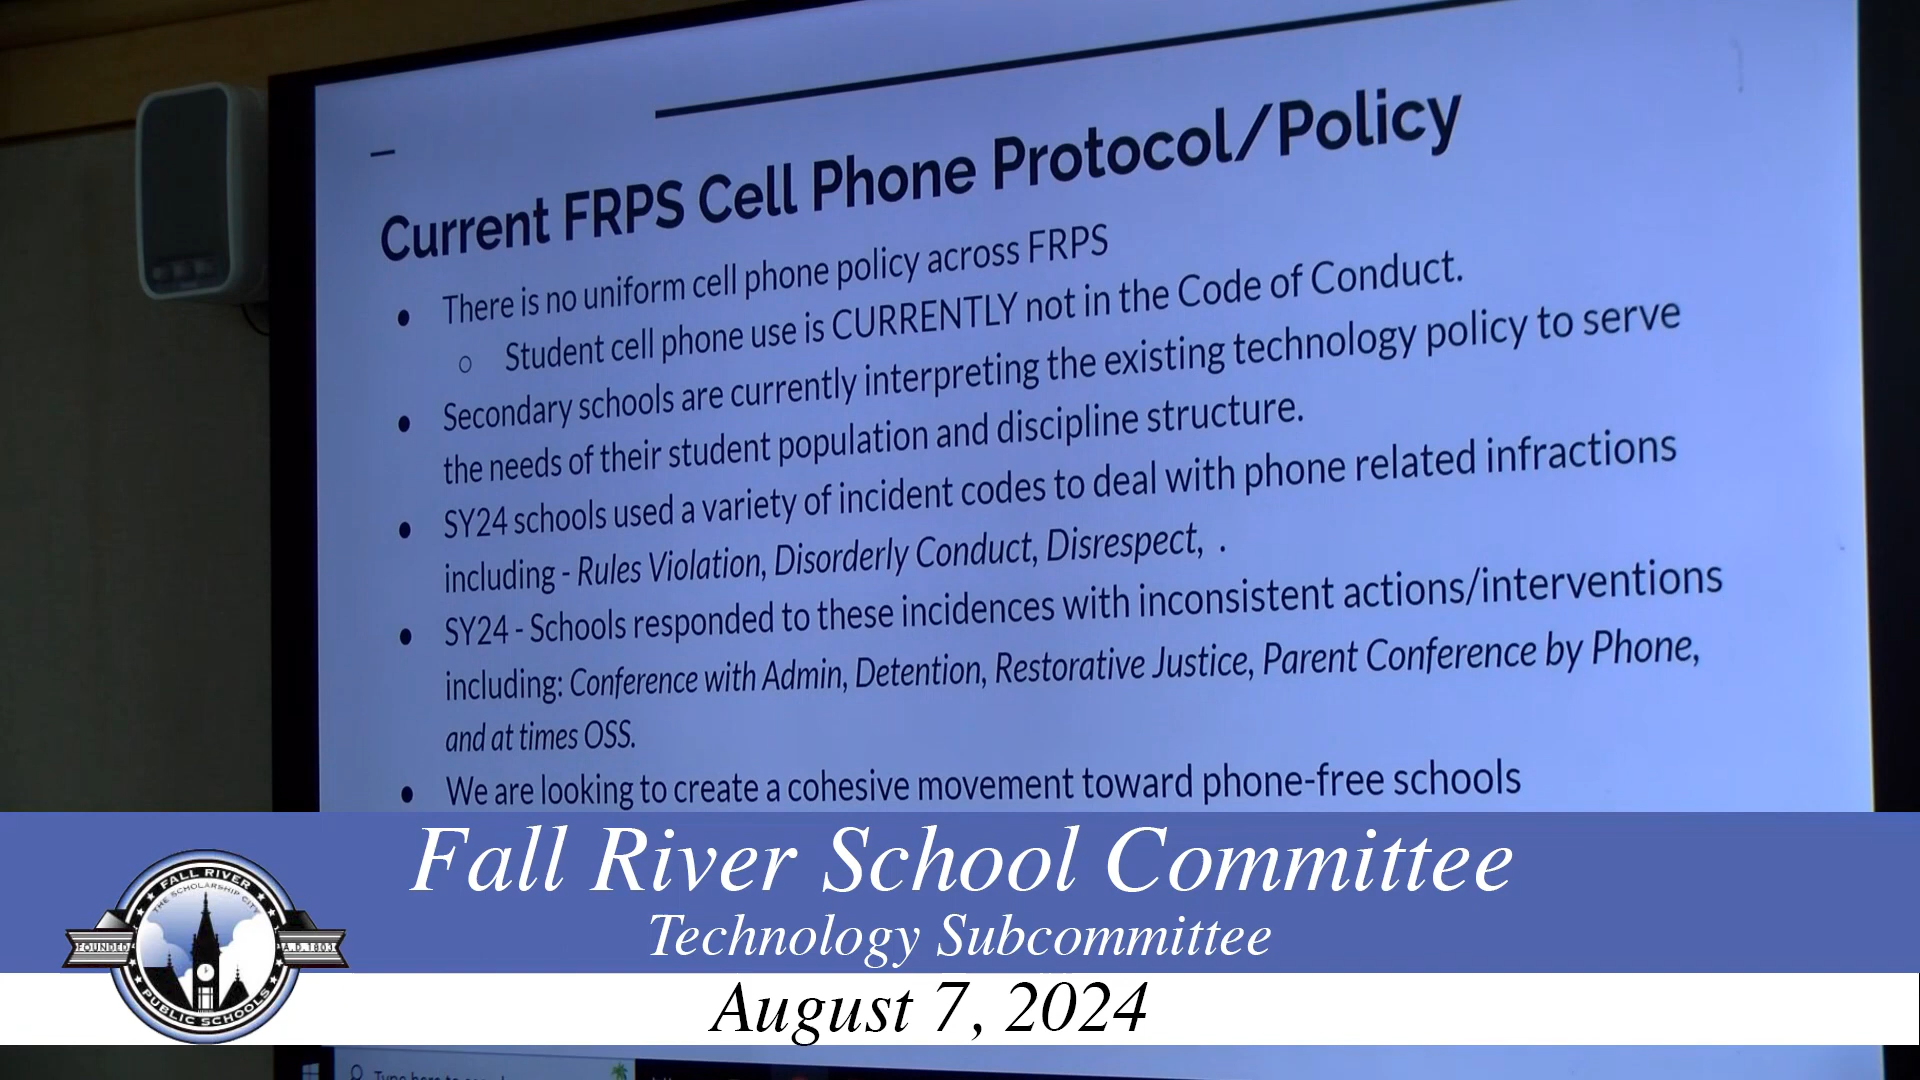 Current FRPS Cell Phone Protocol/Policy
● There is no uniform cell phone policy across FRPS
○ Student cell phone use is CURRENTLY not in the Code of Conduct.
● Secondary schools are currently interpreting the existing technology policy to serve
the needs of their student population and discipline structure.
● SY24 schools used a variety of incident codes to deal with phone related infractions
including - Rules Violation, Disorderly Conduct, Disrespect, .
● SY24 - Schools responded to these incidences with inconsistent actions/interventions
including: Conference with Admin, Detention, Restorative Justice, Parent Conference by Phone,
and at times OSS.
● We are looking to create a cohesive movement toward phone-free schools
Fall River School Committee
Technology Subcommittee
August 7, 2024
FALL RIVER
THE SCHOLARSHIP CITY
FOUNDED A.D. 1803
PUBLIC SCHOOLS
Type here to